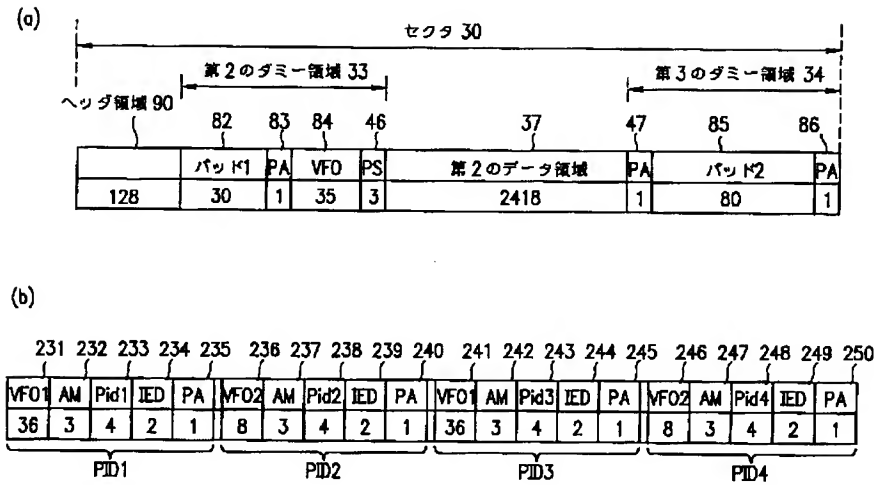 (a)
セクタ 30
第2のダミー領域 33
第3のダミー領域 34
ヘッダ領域 90
82 83 84 46 37 47 85 86
パッド1 PA VFO PS 第2のデータ領域 PA パッド2 PA
128 30 1 35 3 2418 1 80 1
(b)
231 232 233 234 235 236 237 238 239 240 241 242 243 244 245 246 247 248 249 250
VFO1 AM Pid1 IED PA VFO2 AM Pid2 IED PA VFO1 AM Pid3 IED PA VFO2 AM Pid4 IED PA
36 3 4 2 1 8 3 4 2 1 36 3 4 2 1 8 3 4 2 1
PID1 PID2 PID3 PID4